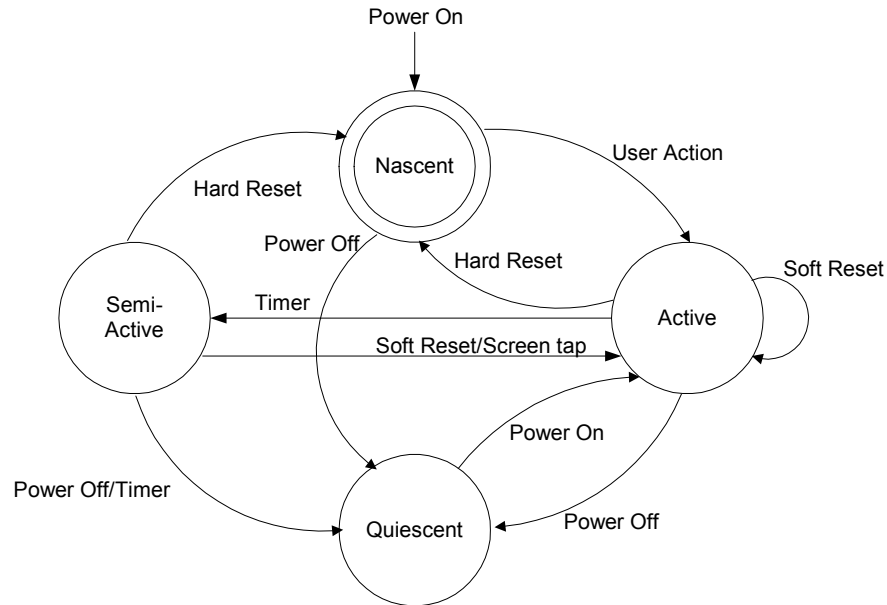 Power On
Nascent
User Action
Hard Reset
Power Off
Hard Reset
Soft Reset
Semi-
Active
Timer
Active
Soft Reset/Screen tap
Power On
Power Off/Timer
Quiescent
Power Off